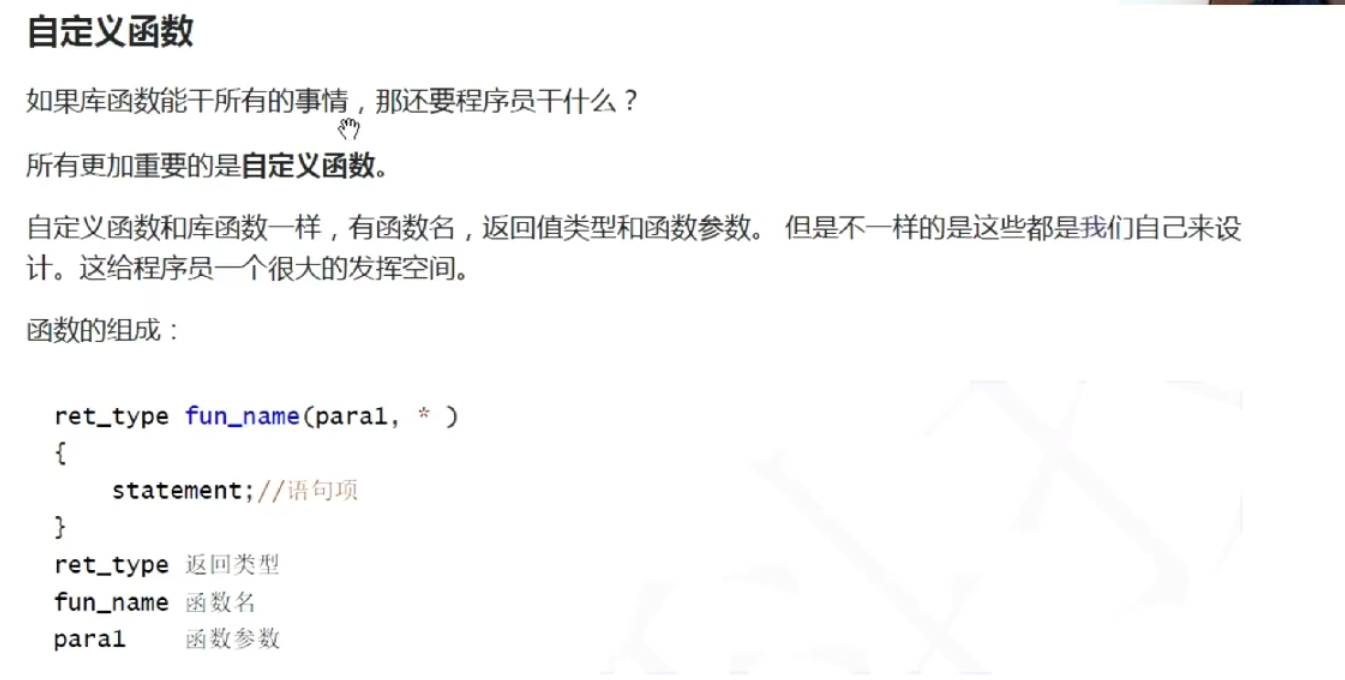 自定义函数
如果库函数能干所有的事情，那还要程序员干什么？
所有更加重要的是自定义函数。
自定义函数和库函数一样，有函数名，返回值类型和函数参数。 但是不一样的是这些都是我们自己来设
计。这给程序员一个很大的发挥空间。
函数的组成：
ret_type fun_name(para1, * )
{
    statement;//语句项
}
ret_type 返回类型
fun_name 函数名
para1    函数参数